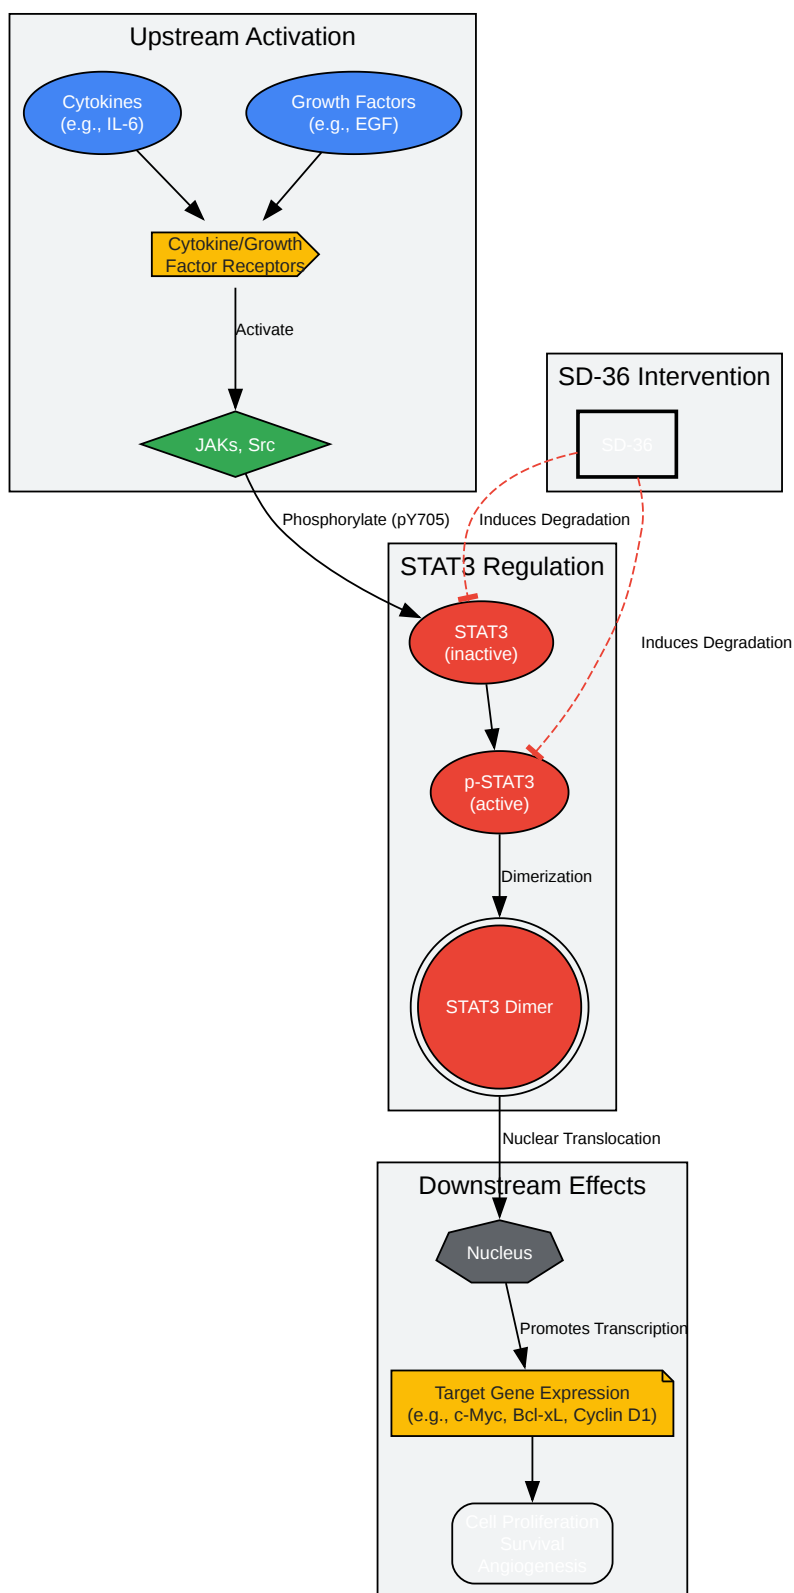 Upstream Activation
Cytokines
(e.g., IL-6)
Growth Factors
(e.g., EGF)
Cytokine/Growth
Factor Receptors
Activate
JAKs, Src
SD-36 Intervention
SD-36
Phosphorylate (pY705)
Induces Degradation
STAT3 Regulation
STAT3
(inactive)
Induces Degradation
p-STAT3
(active)
Dimerization
STAT3 Dimer
Nuclear Translocation
Downstream Effects
Nucleus
Promotes Transcription
Target Gene Expression
(e.g., c-Myc, Bcl-xL, Cyclin D1)
Cell Proliferation
Survival
Angiogenesis